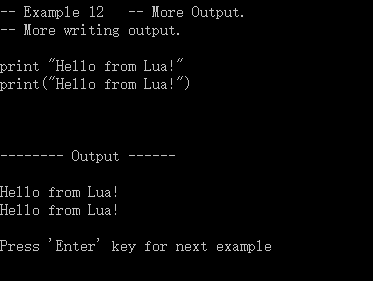 -- Example 12   -- More Output.
-- More writing output.
print "Hello from Lua!"
print("Hello from Lua!")
-------- Output ------
Hello from Lua!
Hello from Lua!
Press 'Enter' key for next example